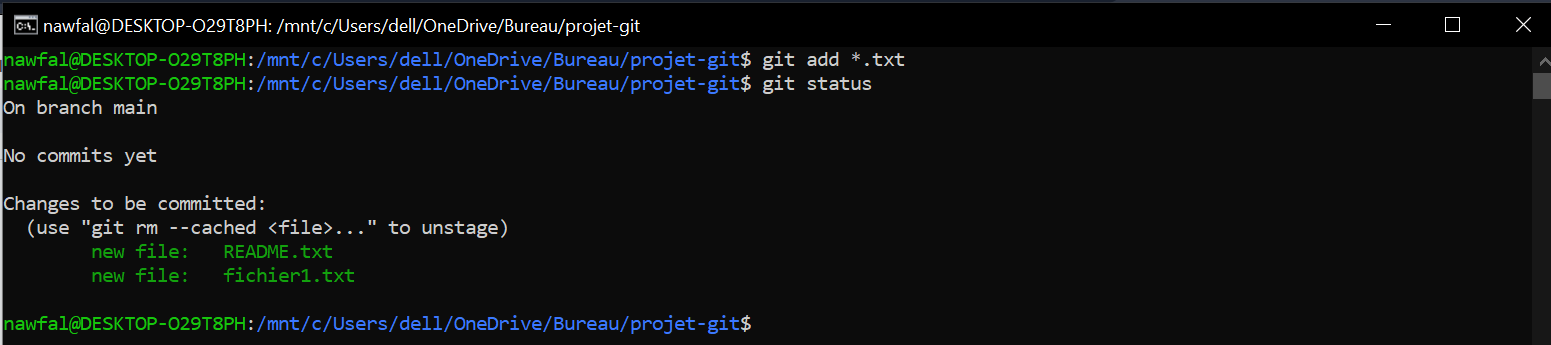 nawfal@DESKTOP-O29T8PH: /mnt/c/Users/dell/OneDrive/Bureau/projet-git
nawfal@DESKTOP-O29T8PH:/mnt/c/Users/dell/OneDrive/Bureau/projet-git$ git add *.txt
nawfal@DESKTOP-O29T8PH:/mnt/c/Users/dell/OneDrive/Bureau/projet-git$ git status
On branch main

No commits yet

Changes to be committed:
  (use "git rm --cached <file>..." to unstage)
        new file:   README.txt
        new file:   fichier1.txt

nawfal@DESKTOP-O29T8PH:/mnt/c/Users/dell/OneDrive/Bureau/projet-git$